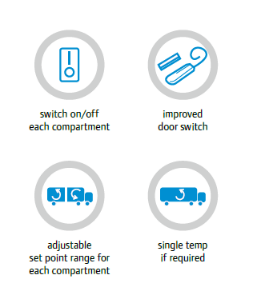 switch on/off
each compartment
improved
door switch
adjustable
set point range for
each compartment
single temp
if required